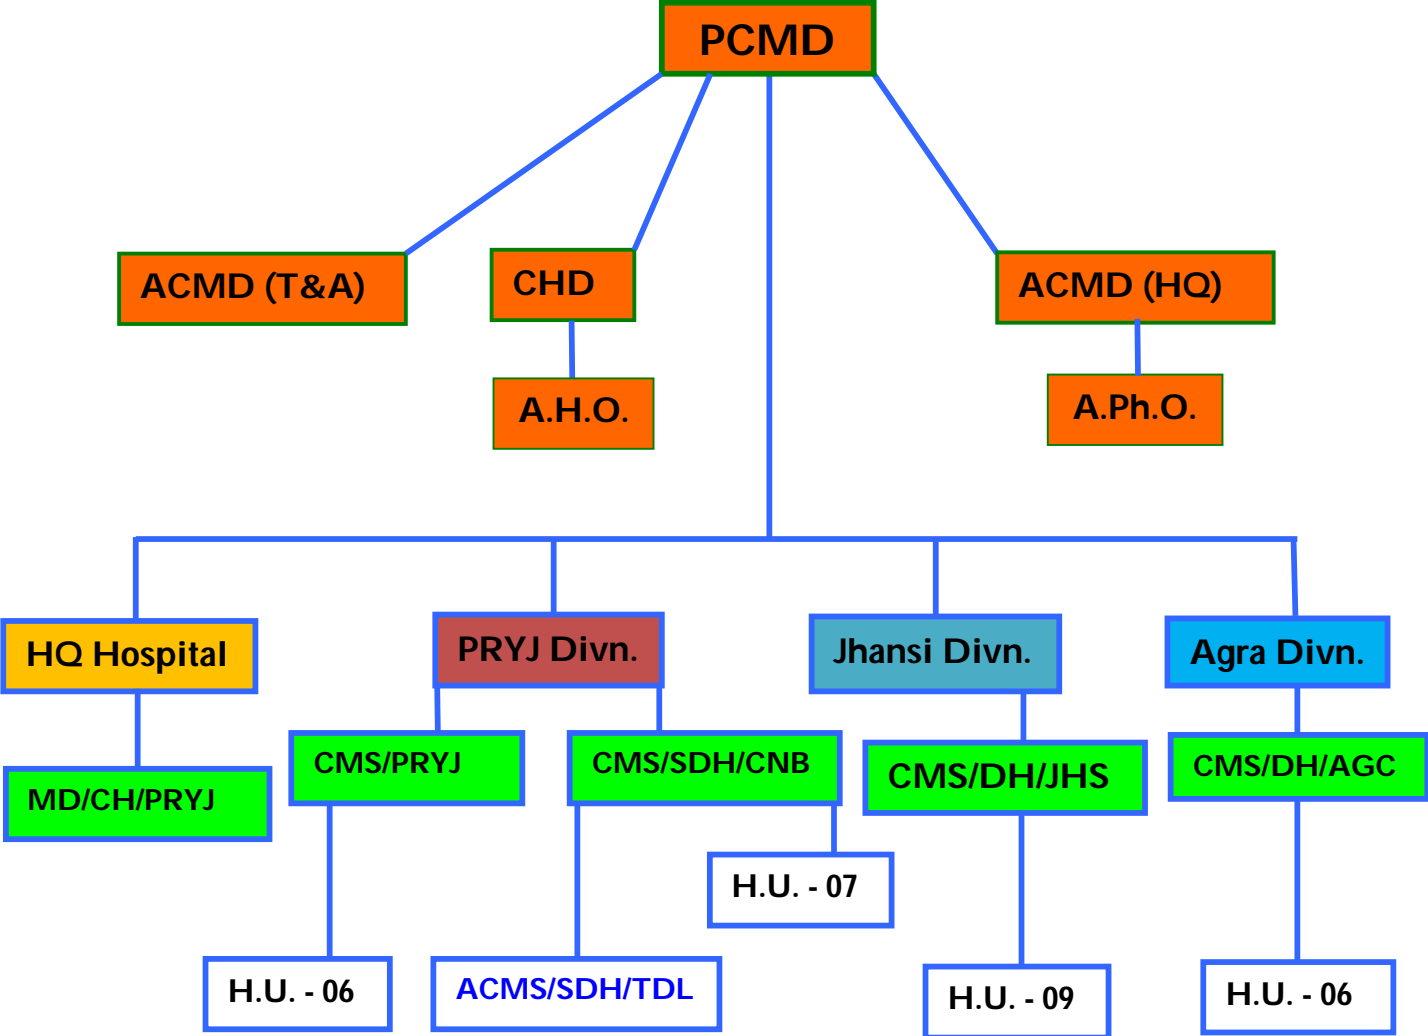 PCMD
ACMD (T&A)
CHD
ACMD (HQ)
A.H.O.
A.Ph.O.
HQ Hospital
PRYJ Divn.
Jhansi Divn.
Agra Divn.
MD/CH/PRYJ
CMS/PRYJ
CMS/SDH/CNB
CMS/DH/JHS
CMS/DH/AGC
H.U. - 07
H.U. - 06
ACMS/SDH/TDL
H.U. - 09
H.U. - 06